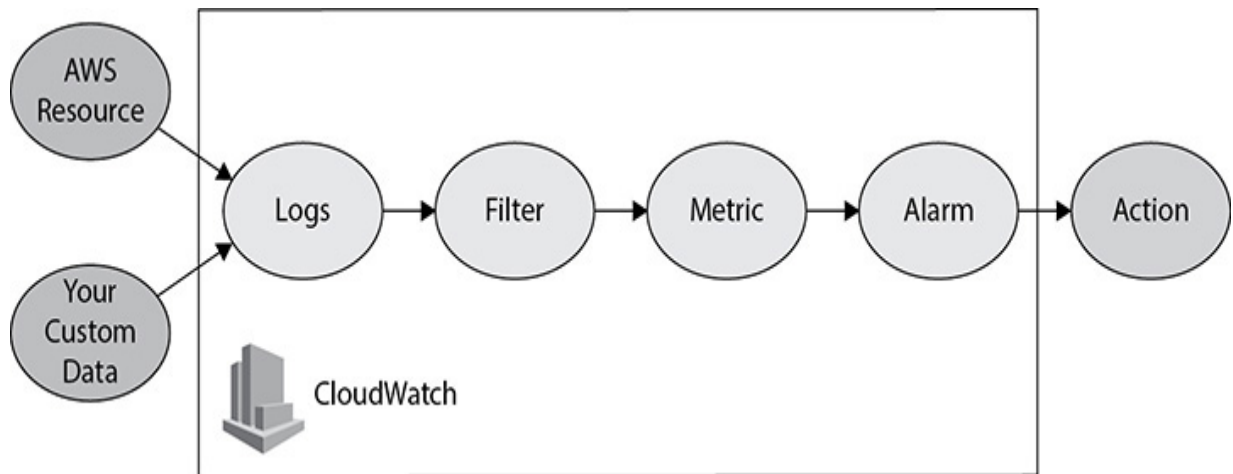 AWS
Resource
Logs
Filter
Metric
Alarm
Action
Your
Custom
Data
CloudWatch